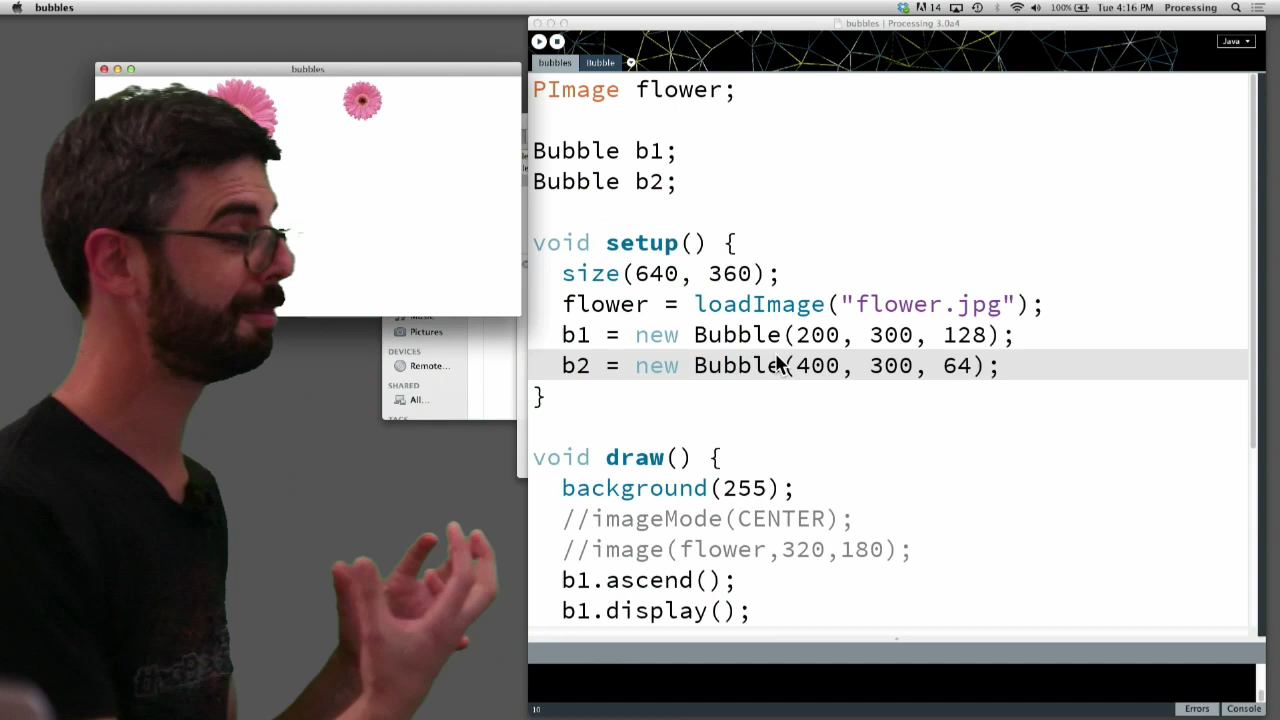 bubbles
14
100%
Tue 4:16 PM
Processing
bubbles | Processing 3.0a4
Java
bubbles
Bubble
bubbles
PImage flower;
Bubble b1;
Bubble b2;
void setup() {
size(640, 360);
flower = loadImage("flower.jpg");
b1 = new Bubble(200, 300, 128);
b2 = new Bubble(400, 300, 64);
}
void draw() {
background(255);
//imageMode(CENTER);
//image(flower,320,180);
b1.ascend();
b1.display();
Pictures
DEVICES
Remote...
SHARED
All...
10
Errors
Console